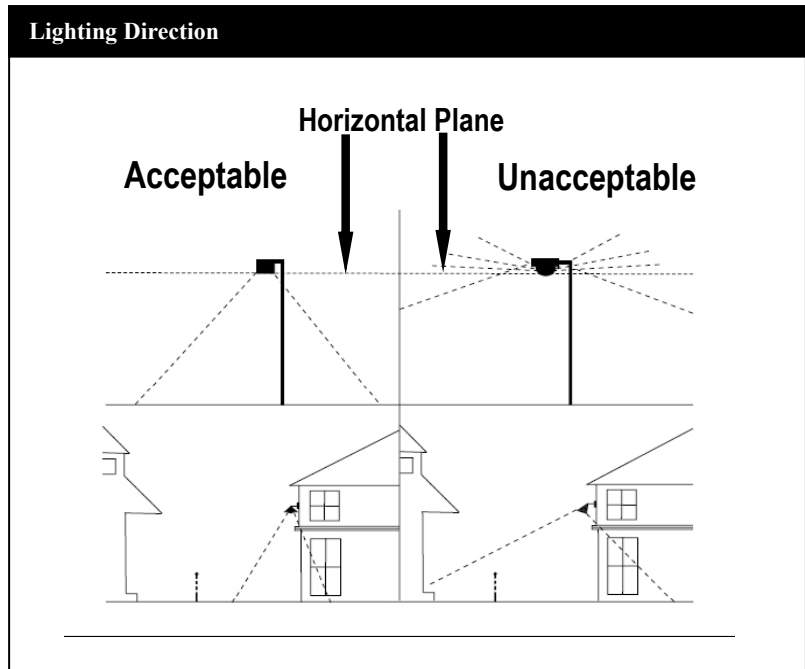 Lighting Direction
Horizontal Plane
Acceptable
Unacceptable